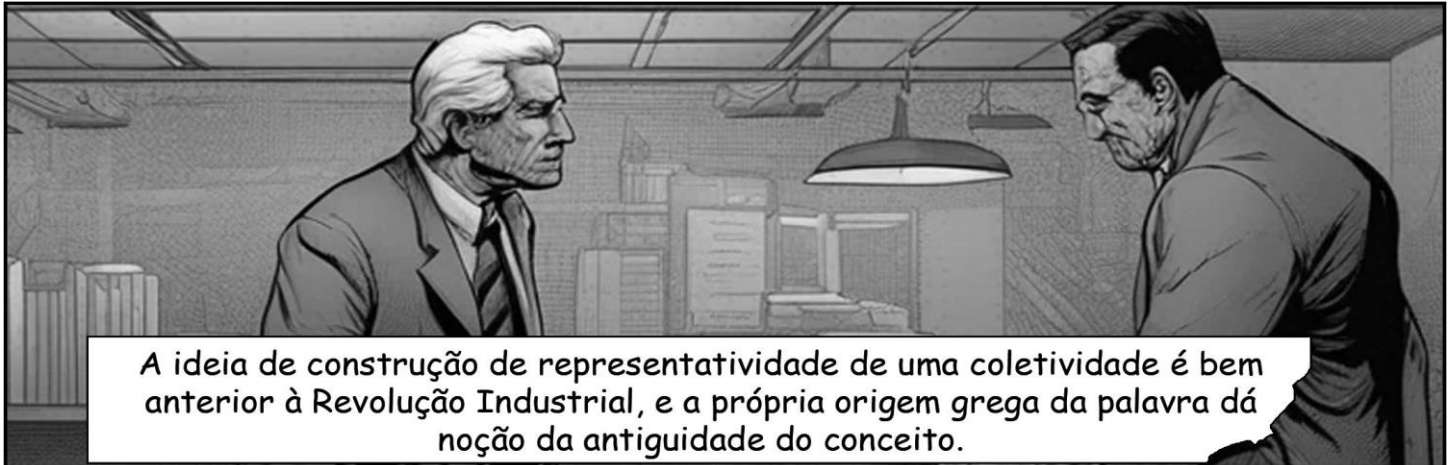 A ideia de construção de representatividade de uma coletividade é bem
anterior à Revolução Industrial, e a própria origem grega da palavra dá
noção da antiguidade do conceito.